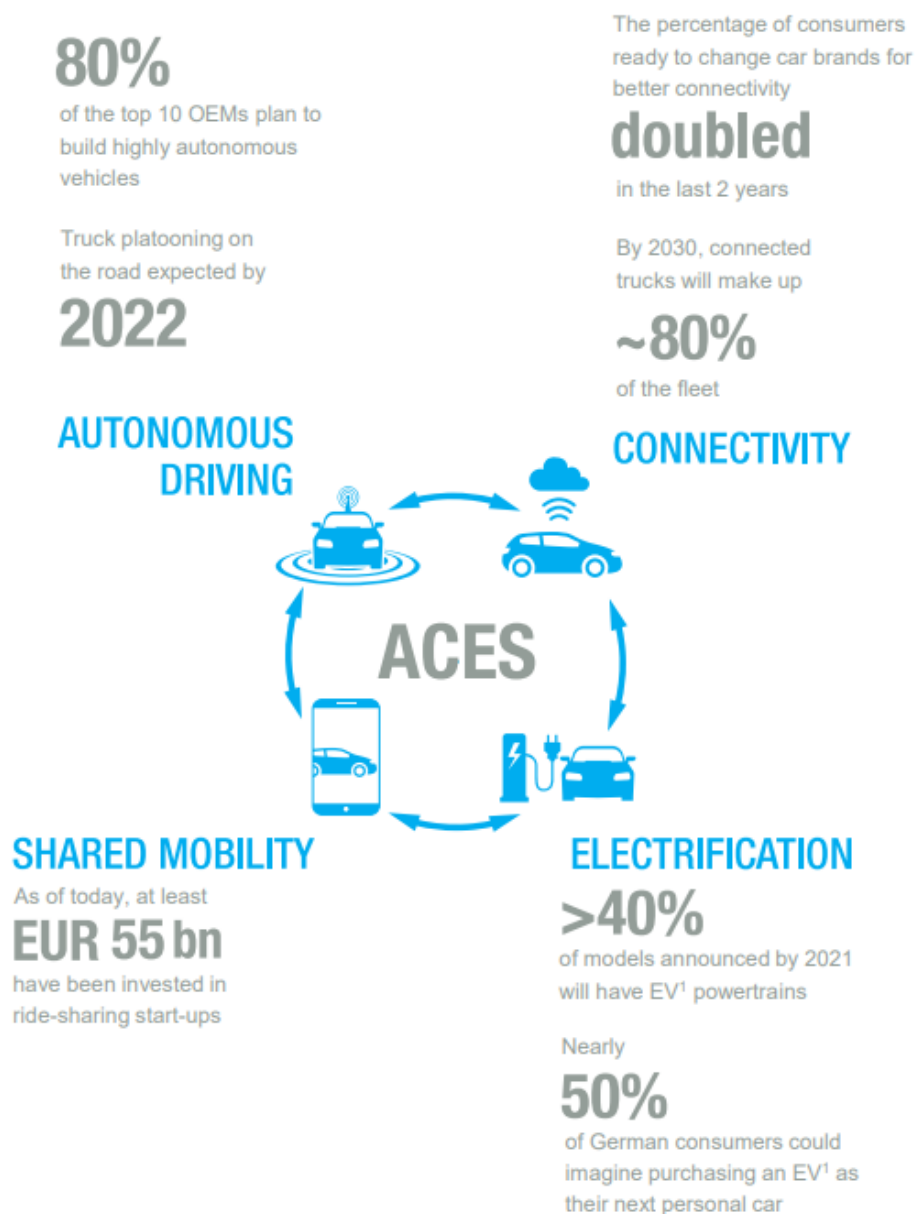 80%
of the top 10 OEMs plan to
build highly autonomous
vehicles
Truck platooning on
the road expected by
2022
The percentage of consumers
ready to change car brands for
better connectivity
doubled
in the last 2 years
By 2030, connected
trucks will make up
~80%
of the fleet
AUTONOMOUS
DRIVING
CONNECTIVITY
ACES
SHARED MOBILITY
As of today, at least
EUR 55 bn
have been invested in
ride-sharing start-ups
ELECTRIFICATION
>40%
of models announced by 2021
will have EV¹ powertrains
Nearly
50%
of German consumers could
imagine purchasing an EV¹ as
their next personal car